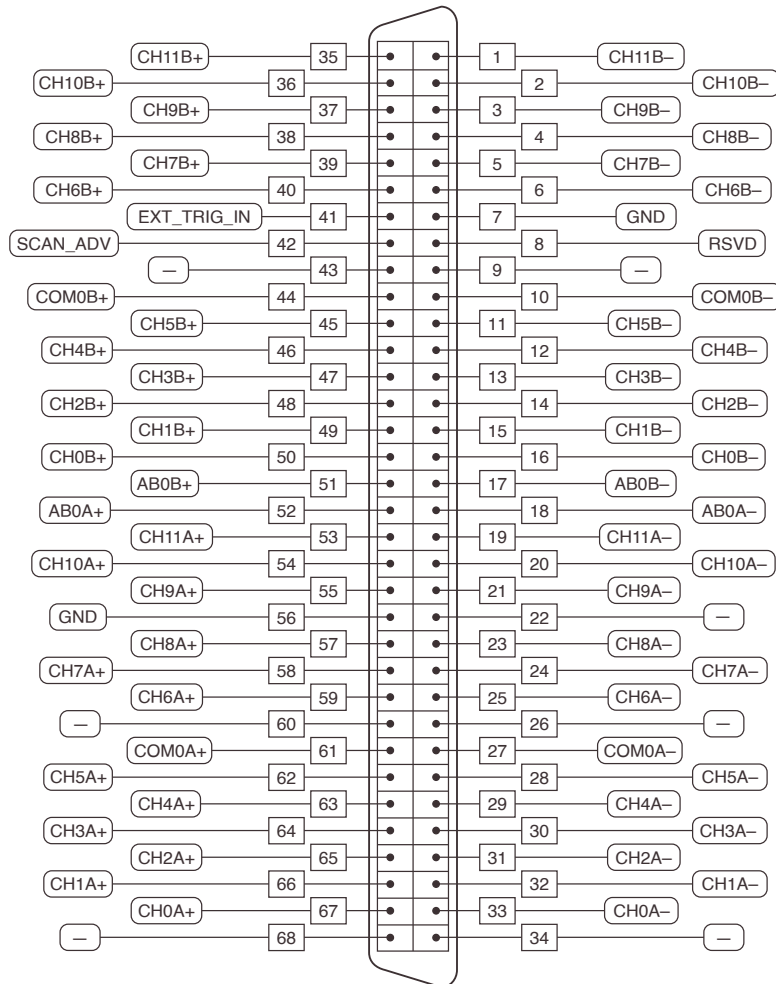 CH11B+ 35 1 CH11B–
CH10B+ 36 2 CH10B–
CH9B+ 37 3 CH9B–
CH8B+ 38 4 CH8B–
CH7B+ 39 5 CH7B–
CH6B+ 40 6 CH6B–
EXT_TRIG_IN 41 7 GND
SCAN_ADV 42 8 RSVD
— 43 9 —
COM0B+ 44 10 COM0B–
CH5B+ 45 11 CH5B–
CH4B+ 46 12 CH4B–
CH3B+ 47 13 CH3B–
CH2B+ 48 14 CH2B–
CH1B+ 49 15 CH1B–
CH0B+ 50 16 CH0B–
AB0B+ 51 17 AB0B–
AB0A+ 52 18 AB0A–
CH11A+ 53 19 CH11A–
CH10A+ 54 20 CH10A–
CH9A+ 55 21 CH9A–
GND 56 22 —
CH8A+ 57 23 CH8A–
CH7A+ 58 24 CH7A–
CH6A+ 59 25 CH6A–
— 60 26 —
COM0A+ 61 27 COM0A–
CH5A+ 62 28 CH5A–
CH4A+ 63 29 CH4A–
CH3A+ 64 30 CH3A–
CH2A+ 65 31 CH2A–
CH1A+ 66 32 CH1A–
CH0A+ 67 33 CH0A–
— 68 34 —